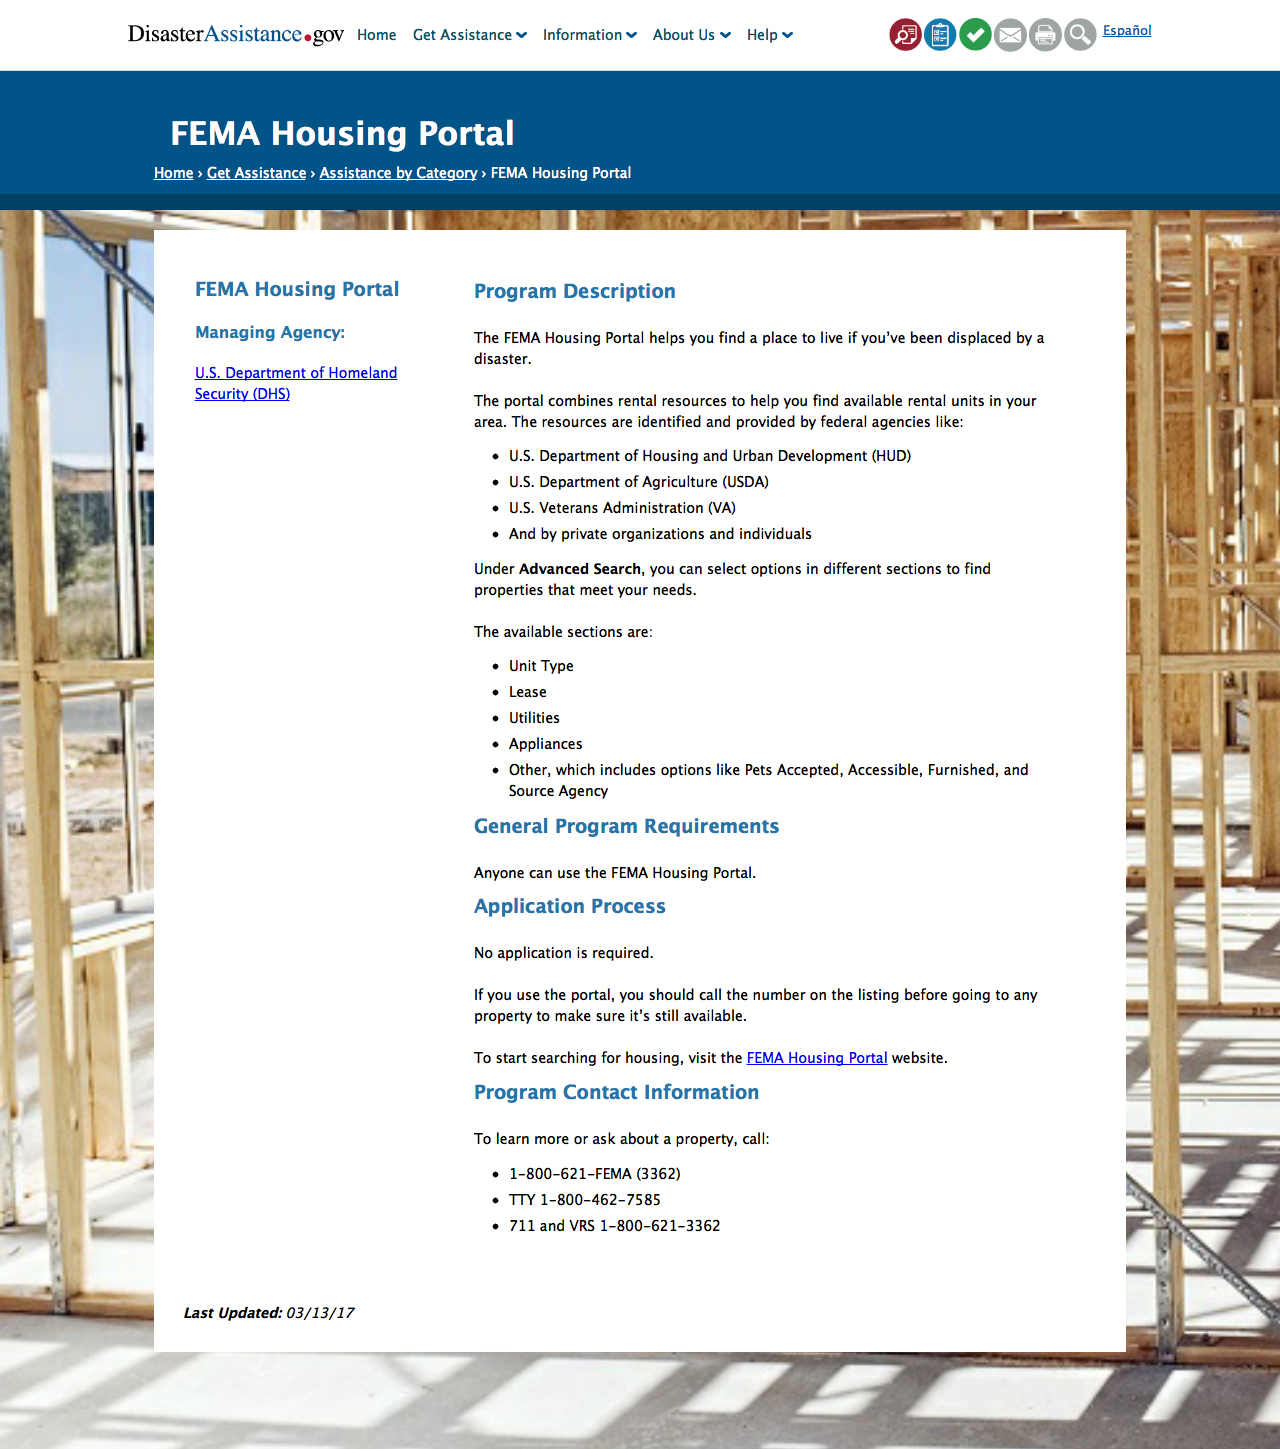 DisasterAssistance.gov Home Get Assistance Information About Us Help Español
FEMA Housing Portal
Home › Get Assistance › Assistance by Category › FEMA Housing Portal
FEMA Housing Portal
Managing Agency:
U.S. Department of Homeland
Security (DHS)
Program Description
The FEMA Housing Portal helps you find a place to live if you’ve been displaced by a
disaster.
The portal combines rental resources to help you find available rental units in your
area. The resources are identified and provided by federal agencies like:
• U.S. Department of Housing and Urban Development (HUD)
• U.S. Department of Agriculture (USDA)
• U.S. Veterans Administration (VA)
• And by private organizations and individuals
Under Advanced Search, you can select options in different sections to find
properties that meet your needs.
The available sections are:
• Unit Type
• Lease
• Utilities
• Appliances
• Other, which includes options like Pets Accepted, Accessible, Furnished, and
Source Agency
General Program Requirements
Anyone can use the FEMA Housing Portal.
Application Process
No application is required.
If you use the portal, you should call the number on the listing before going to any
property to make sure it’s still available.
To start searching for housing, visit the FEMA Housing Portal website.
Program Contact Information
To learn more or ask about a property, call:
• 1-800-621-FEMA (3362)
• TTY 1-800-462-7585
• 711 and VRS 1-800-621-3362
Last Updated: 03/13/17